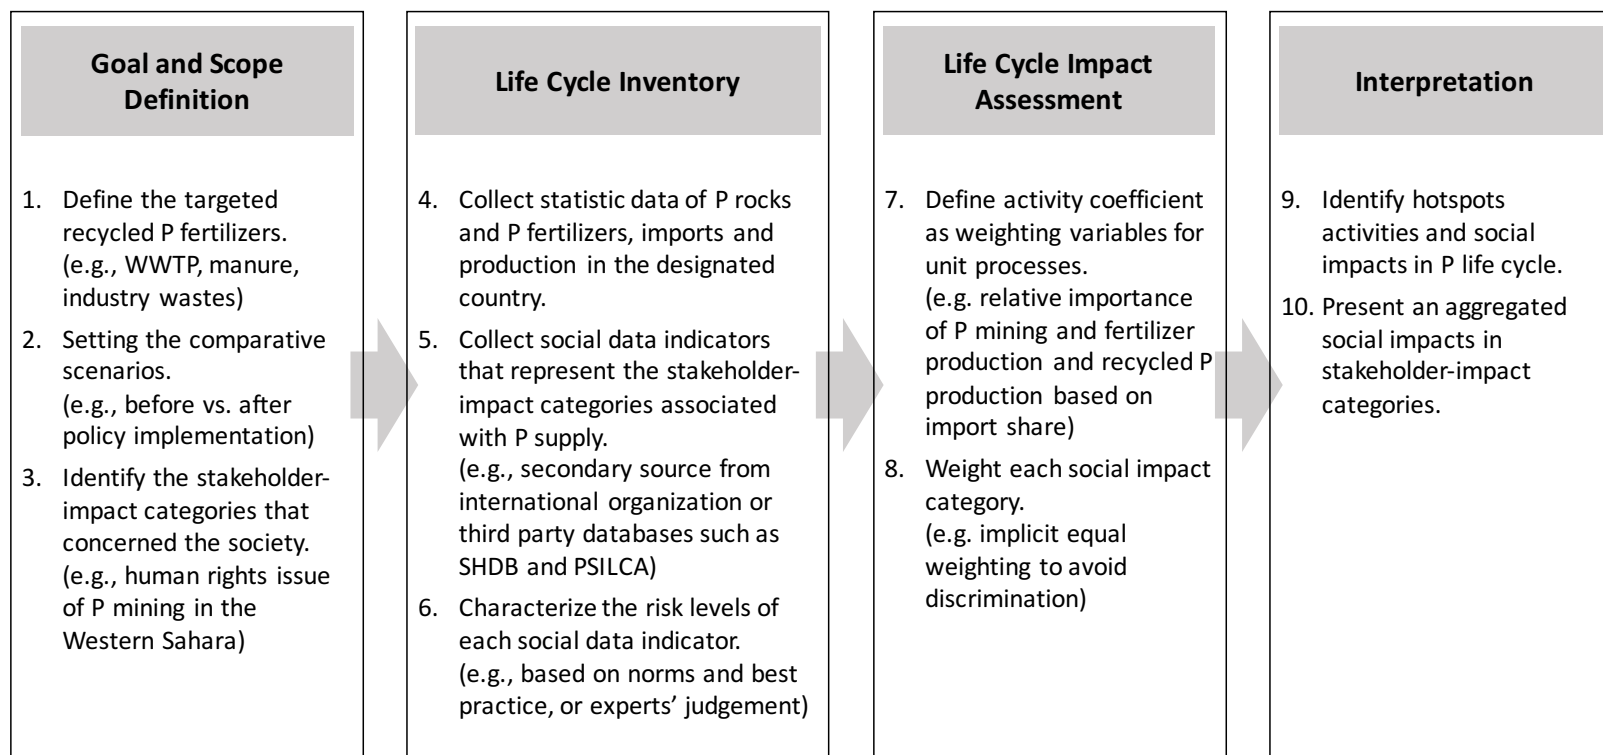 Goal and Scope
Definition
1. Define the targeted
recycled P fertilizers.
(e.g., WWTP, manure,
industry wastes)
2. Setting the comparative
scenarios.
(e.g., before vs. after
policy implementation)
3. Identify the stakeholder-
impact categories that
concerned the society.
(e.g., human rights issue
of P mining in the
Western Sahara)
Life Cycle Inventory
4. Collect statistic data of P rocks
and P fertilizers, imports and
production in the designated
country.
5. Collect social data indicators
that represent the stakeholder-
impact categories associated
with P supply.
(e.g., secondary source from
international organization or
third party databases such as
SHDB and PSILCA)
6. Characterize the risk levels of
each social data indicator.
(e.g., based on norms and best
practice, or experts’ judgement)
Life Cycle Impact
Assessment
7. Define activity coefficient
as weighting variables for
unit processes.
(e.g. relative importance
of P mining and fertilizer
production and recycled P
production based on
import share)
8. Weight each social impact
category.
(e.g. implicit equal
weighting to avoid
discrimination)
Interpretation
9. Identify hotspots
activities and social
impacts in P life cycle.
10. Present an aggregated
social impacts in
stakeholder-impact
categories.